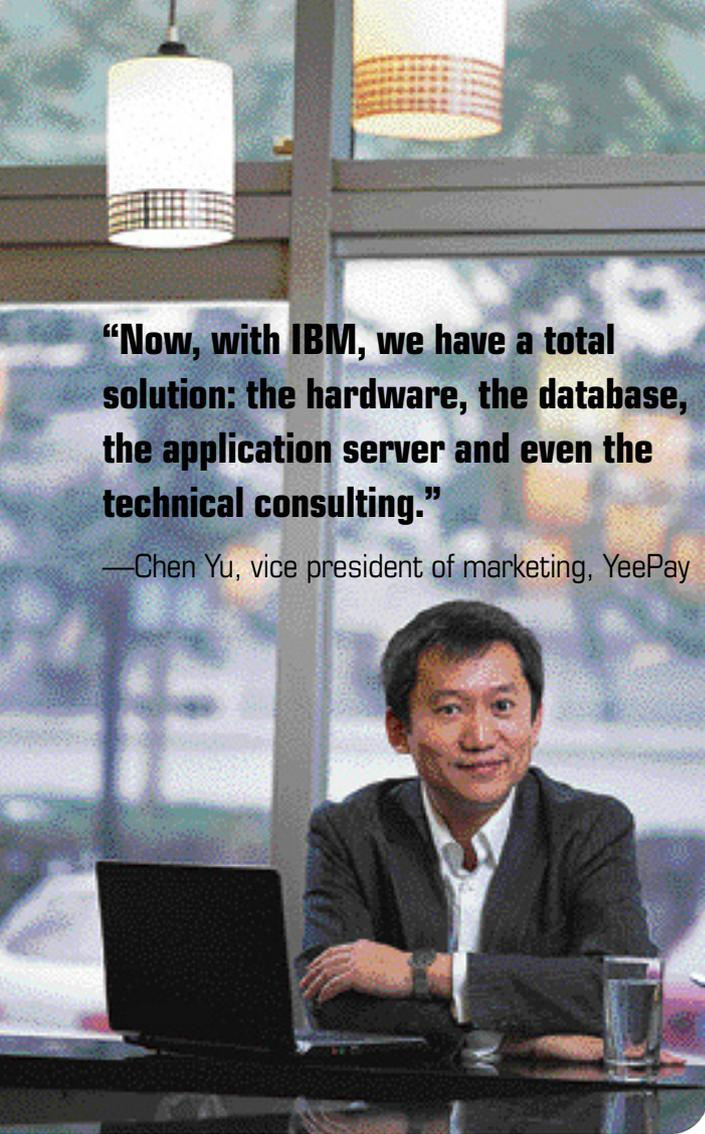 “Now, with IBM, we have a total
solution: the hardware, the database,
the application server and even the
technical consulting.”
—Chen Yu, vice president of marketing, YeePay